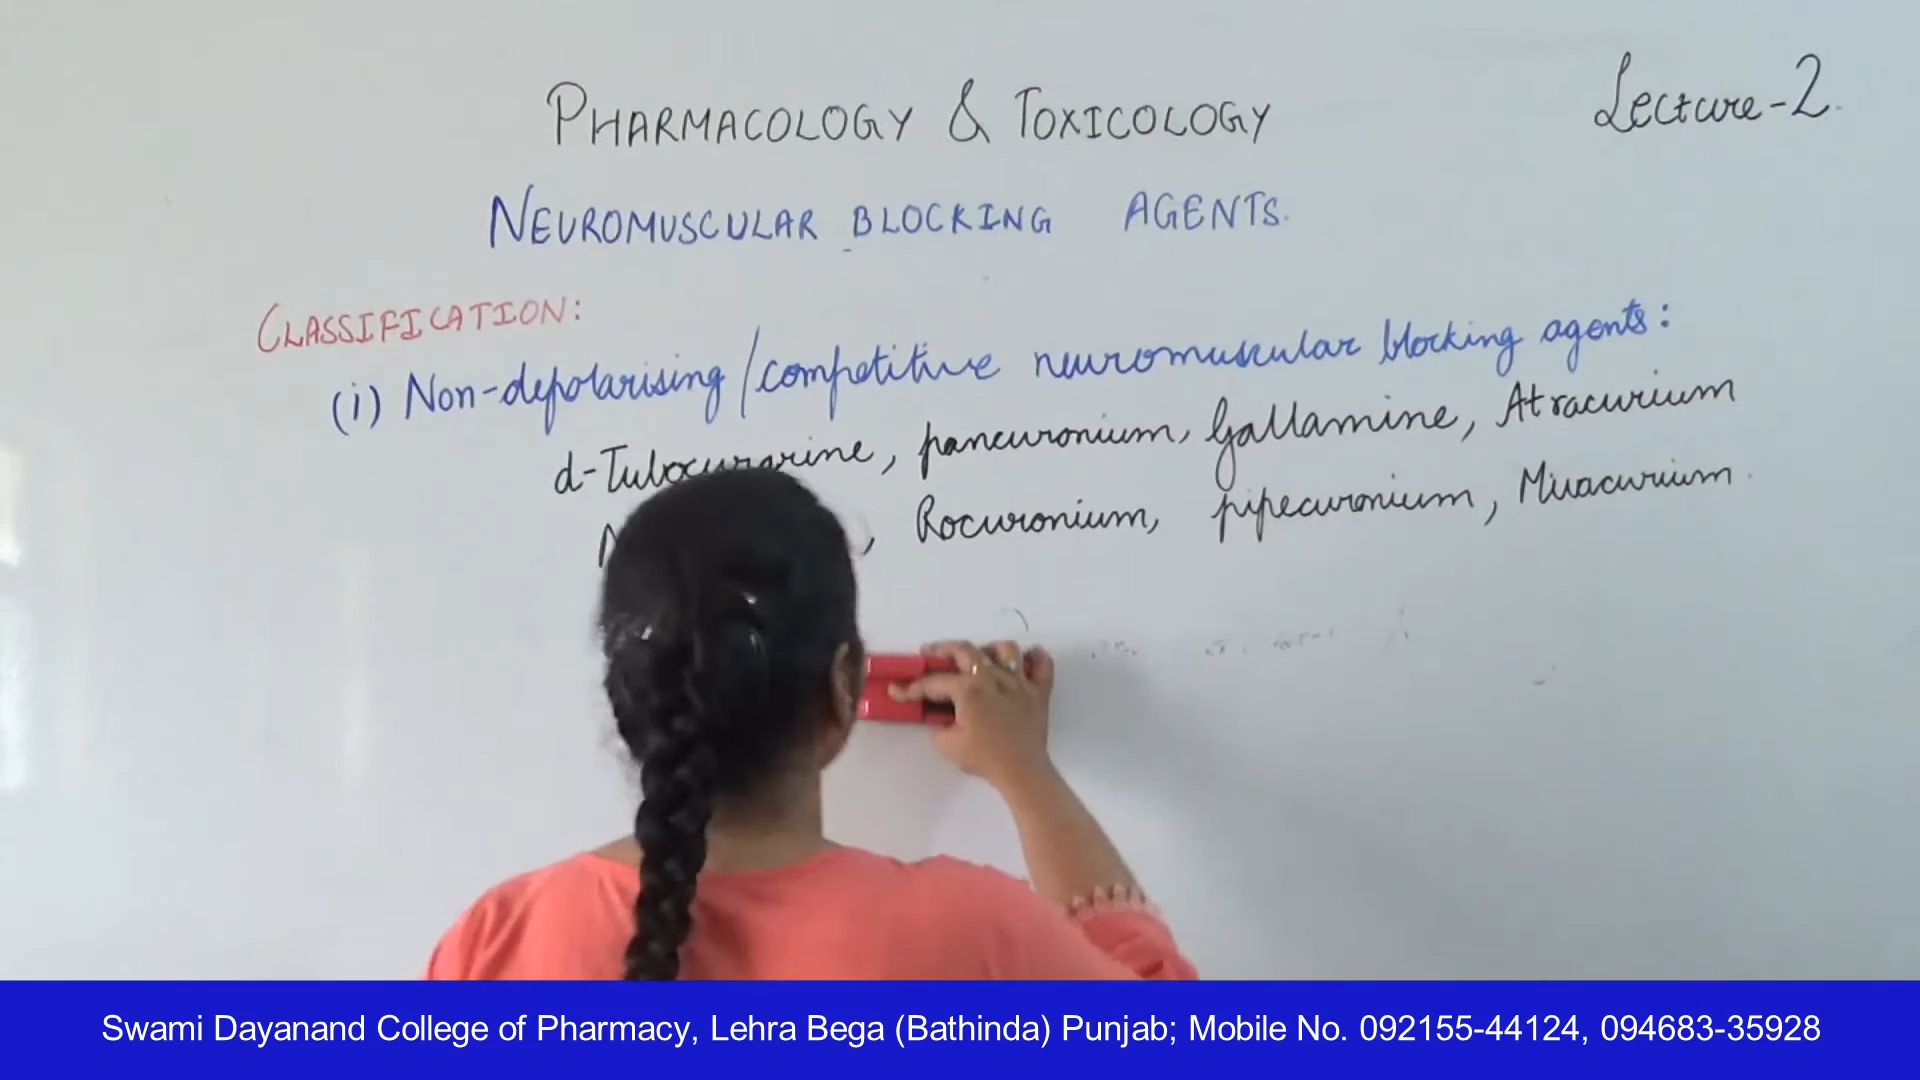 PHARMACOLOGY & TOXICOLOGY
Lecture-2.
NEUROMUSCULAR BLOCKING AGENTS.
CLASSIFICATION:
(i) Non-depolarising/competitive neuromuscular blocking agents:
d-Tubocurarine, pancuronium, Gallamine, Atracurium
, Rocuronium, pipecuronium, Mivacurium.
Swami Dayanand College of Pharmacy, Lehra Bega (Bathinda) Punjab; Mobile No. 092155-44124, 094683-35928